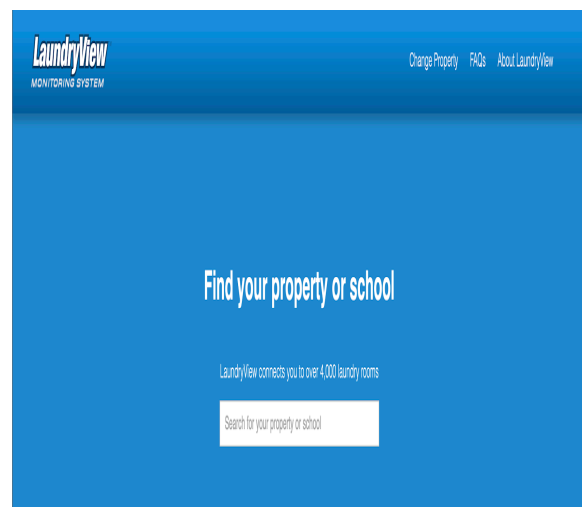 LaundryView
MONITORING SYSTEM
Change Property FAQs About LaundryView
Find your property or school
LaundryView connects you to over 4,000 laundry rooms
Search for your property or school